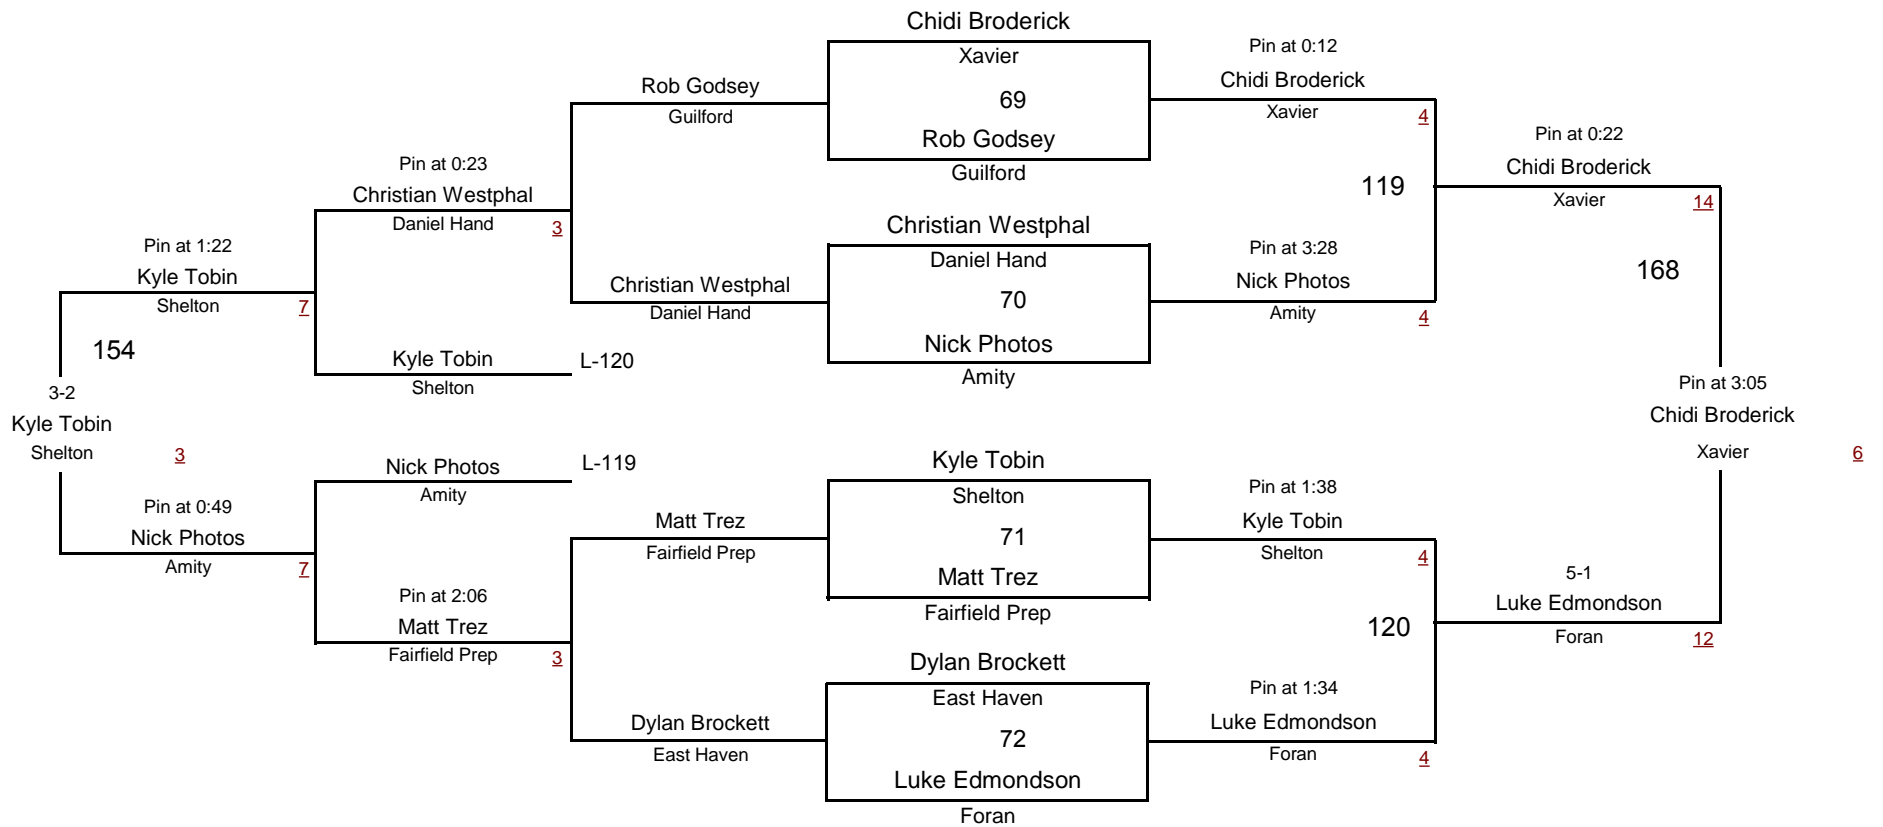 Chidi Broderick
Xavier
69
Rob Godsey
Guilford
Christian Westphal
Daniel Hand
70
Nick Photos
Amity
Kyle Tobin
Shelton
71
Matt Trez
Fairfield Prep
Dylan Brockett
East Haven
72
Luke Edmondson
Foran
Pin at 0:12
Chidi Broderick
Xavier
4
119
Pin at 3:28
Nick Photos
Amity
4
Pin at 1:38
Kyle Tobin
Shelton
4
120
Pin at 1:34
Luke Edmondson
Foran
4
Pin at 0:22
Chidi Broderick
Xavier
14
168
5-1
Luke Edmondson
Foran
12
Pin at 3:05
Chidi Broderick
Xavier
6
Rob Godsey
Guilford
Christian Westphal
Daniel Hand
Matt Trez
Fairfield Prep
Dylan Brockett
East Haven
Pin at 0:23
Christian Westphal
Daniel Hand
3
Kyle Tobin
L-120
Shelton
Nick Photos
L-119
Amity
Pin at 2:06
Matt Trez
Fairfield Prep
3
Pin at 1:22
Kyle Tobin
Shelton
7
154
Pin at 0:49
Nick Photos
Amity
7
3-2
Kyle Tobin
Shelton
3